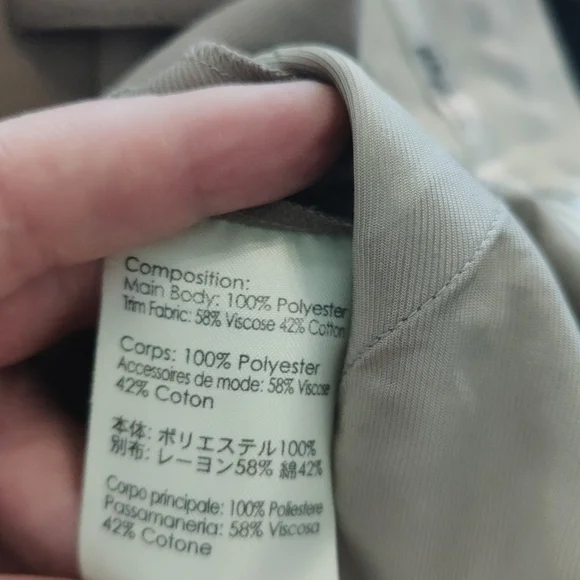 Composition:
Main Body: 100% Polyester
Trim Fabric: 58% Viscose 42% Cotton
Corps: 100% Polyester
Accessoires de mode: 58% Viscose
42% Coton
本体: ポリエステル100%
別布: レーヨン58% 綿42%
Corpo principale: 100% Poliestere
Passamaneria: 58% Viscosa
42% Cotone